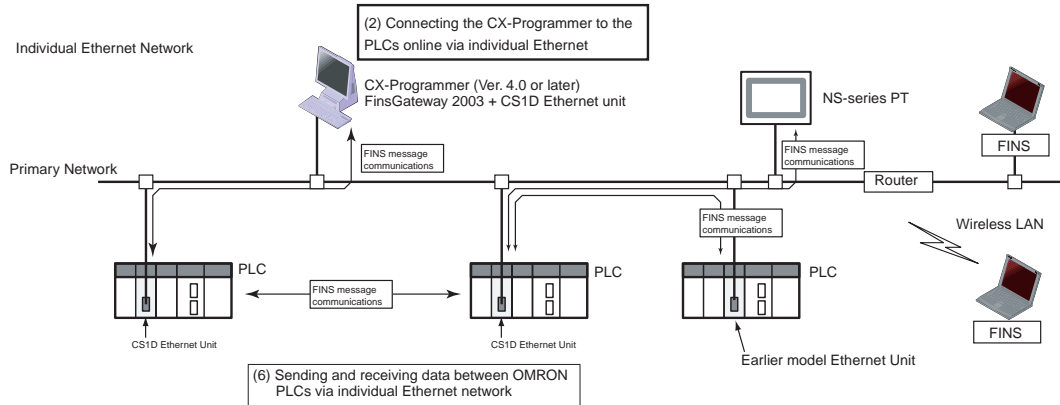 (2) Connecting the CX-Programmer to the
PLCs online via individual Ethernet
Individual Ethernet Network
CX-Programmer (Ver. 4.0 or later)
FinsGateway 2003 + CS1D Ethernet unit
NS-series PT
FINS
FINS message
communications
FINS message
communications
Primary Network
Router
FINS message
communications
Wireless LAN
PLC
PLC
PLC
FINS message
communications
FINS
CS1D Ethernet Unit
CS1D Ethernet Unit
Earlier model Ethernet Unit
(6) Sending and receiving data between OMRON
PLCs via individual Ethernet network